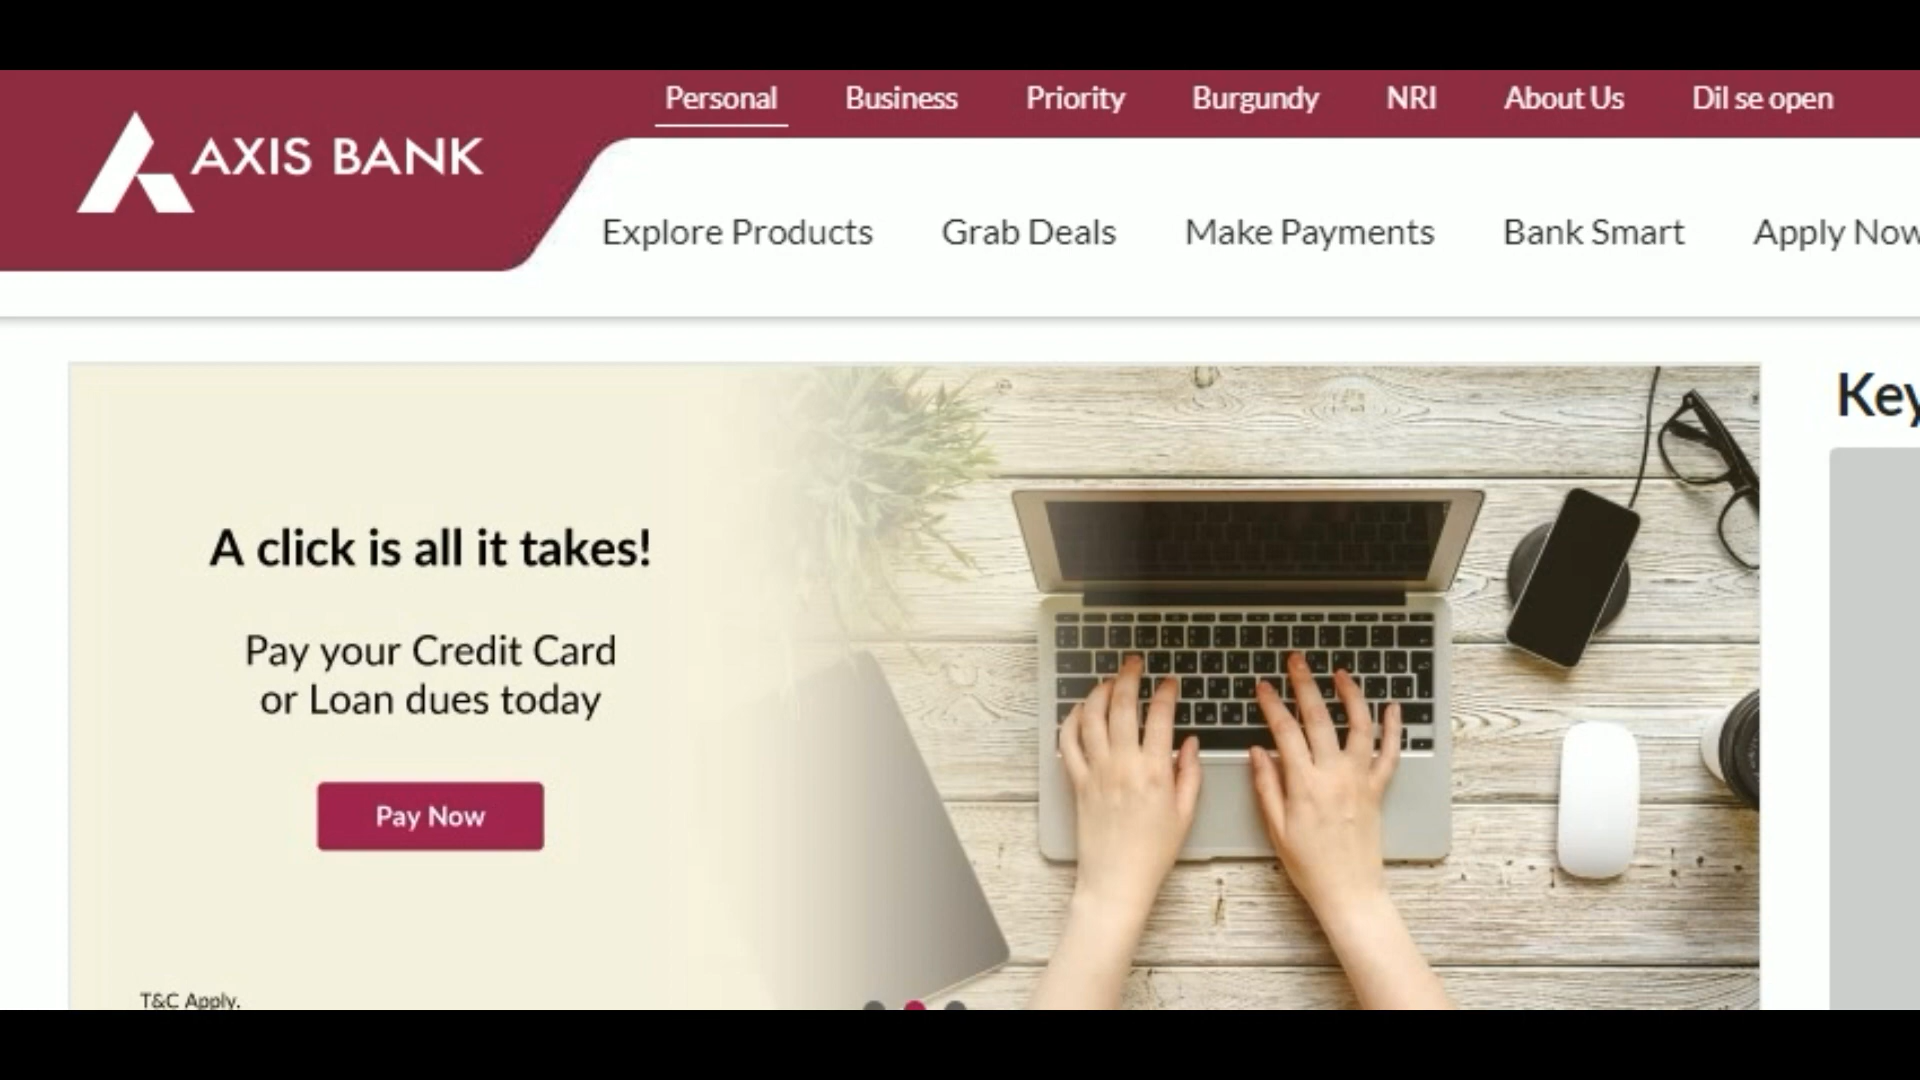 Personal Business Priority Burgundy NRI About Us Dil se open
AXIS BANK
Explore Products Grab Deals Make Payments Bank Smart Apply Now
Key
A click is all it takes!
Pay your Credit Card
or Loan dues today
Pay Now
T&C Apply.